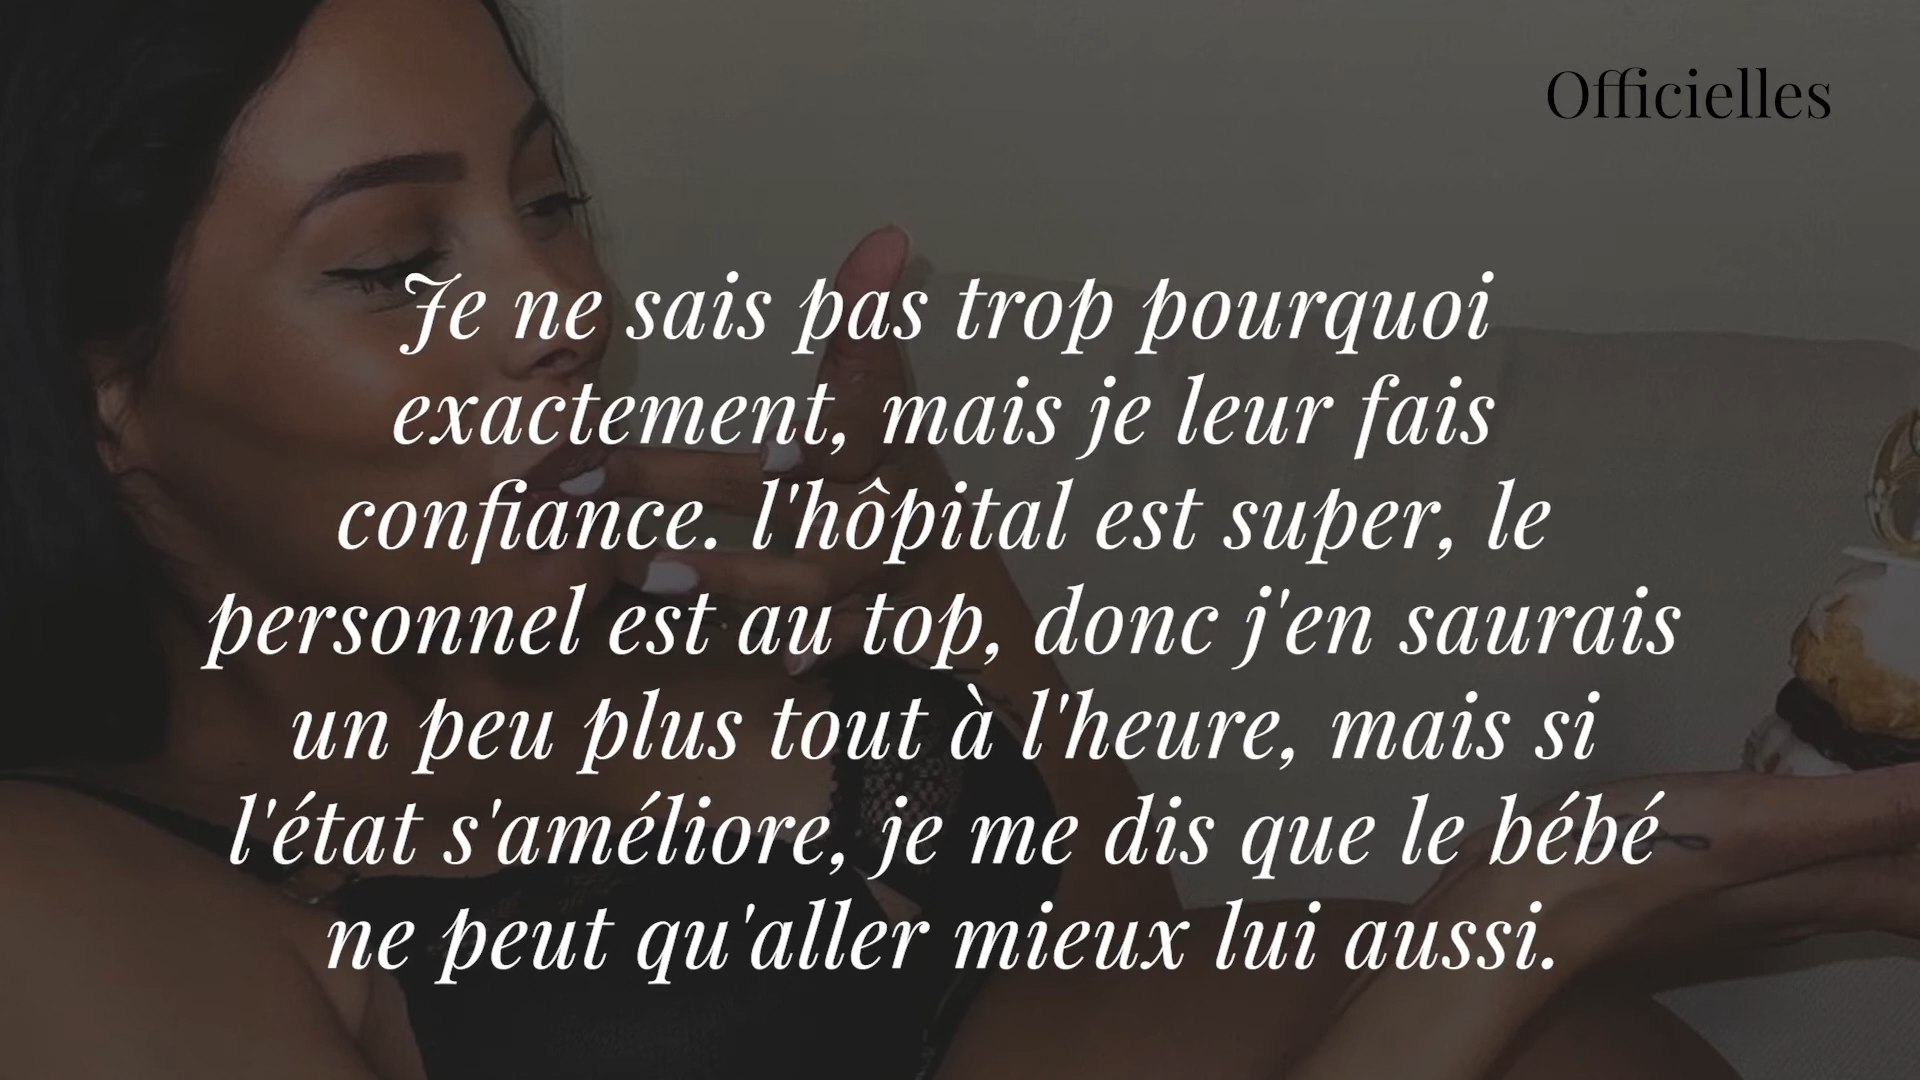 Officielles
Je ne sais pas trop pourquoi
exactement, mais je leur fais
confiance. l'hôpital est super, le
personnel est au top, donc j'en saurais
un peu plus tout à l'heure, mais si
l'état s'améliore, je me dis que le bébé
ne peut qu'aller mieux lui aussi.